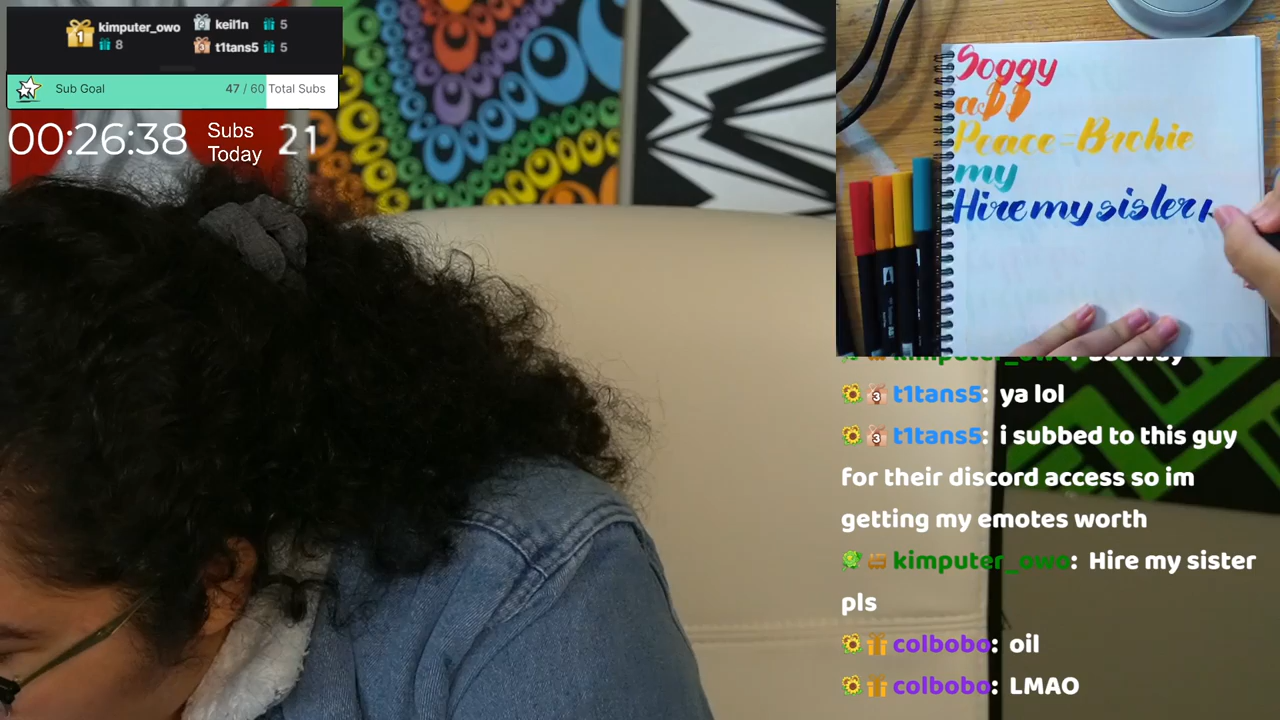 kimputer_owo
8
keil1n 5
t1tans5 5
Sub Goal 47 / 60 Total Subs
00:26:38 Subs Today 21
Soggy
ass
Peace-Brohie
my
Hire my sister
t1tans5: ya lol
t1tans5: i subbed to this guy
for their discord access so im
getting my emotes worth
kimputer_owo: Hire my sister
pls
colbobo: oil
colbobo: LMAO